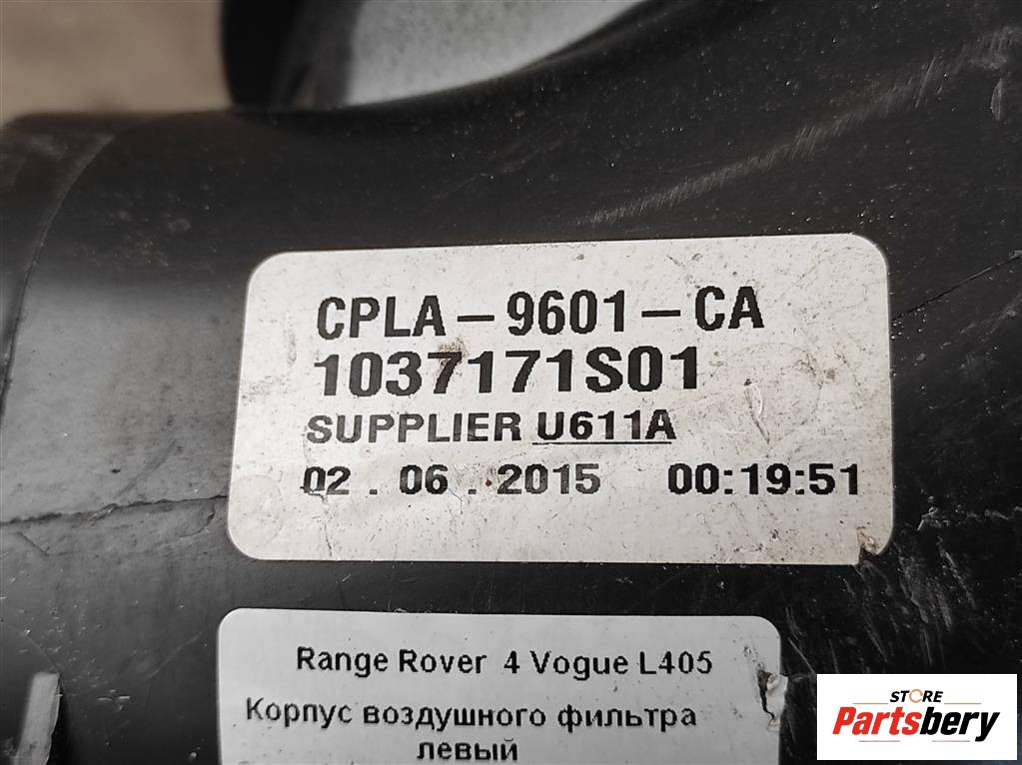 CPLA-9601-CA
1037171S01
SUPPLIER U611A
02.06.2015 00:19:51
Range Rover 4 Vogue L405
Корпус воздушного фильтра
левый
STORE
Partsbery